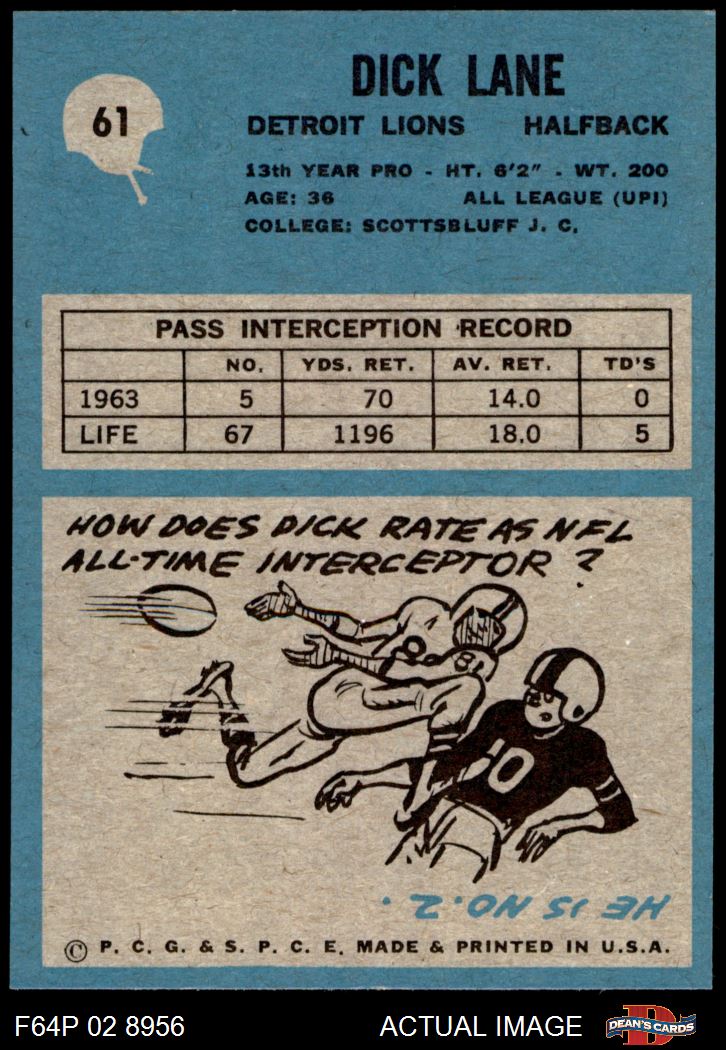 61
DICK LANE
DETROIT LIONS HALFBACK
13th YEAR PRO - HT. 6'2" - WT. 200
AGE: 36 ALL LEAGUE (UPI)
COLLEGE: SCOTTSBLUFF J. C.
PASS INTERCEPTION RECORD
NO. YDS. RET. AV. RET. TD'S
1963 5 70 14.0 0
LIFE 67 1196 18.0 5
HOW DOES DICK RATE AS NFL
ALL-TIME INTERCEPTOR ?
8
10
HE IS NO. 2.
© P. C. G. & S. P. C. E. MADE & PRINTED IN U.S.A.
F64P 02 8956 ACTUAL IMAGE
D
DEAN'S CARDS